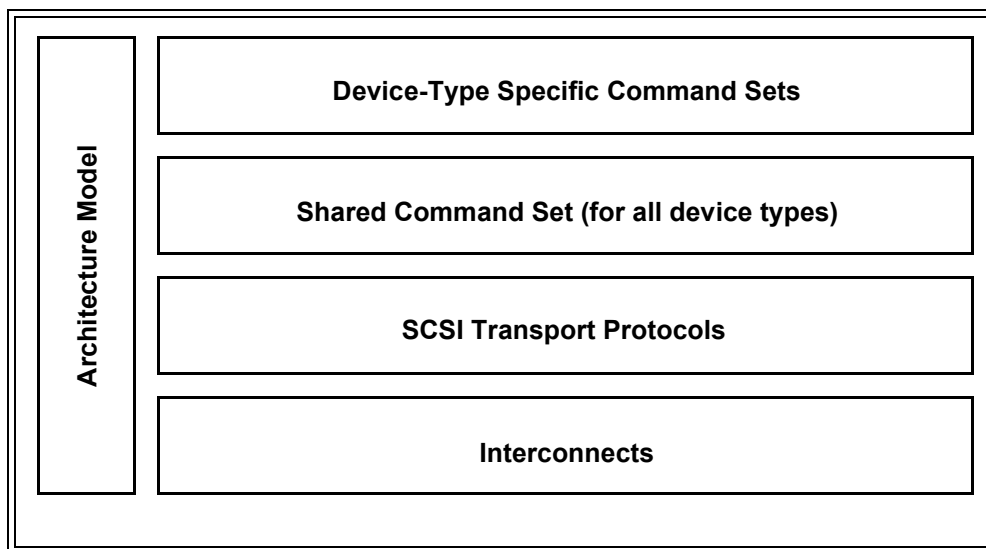 Architecture Model
Device-Type Specific Command Sets
Shared Command Set (for all device types)
SCSI Transport Protocols
Interconnects